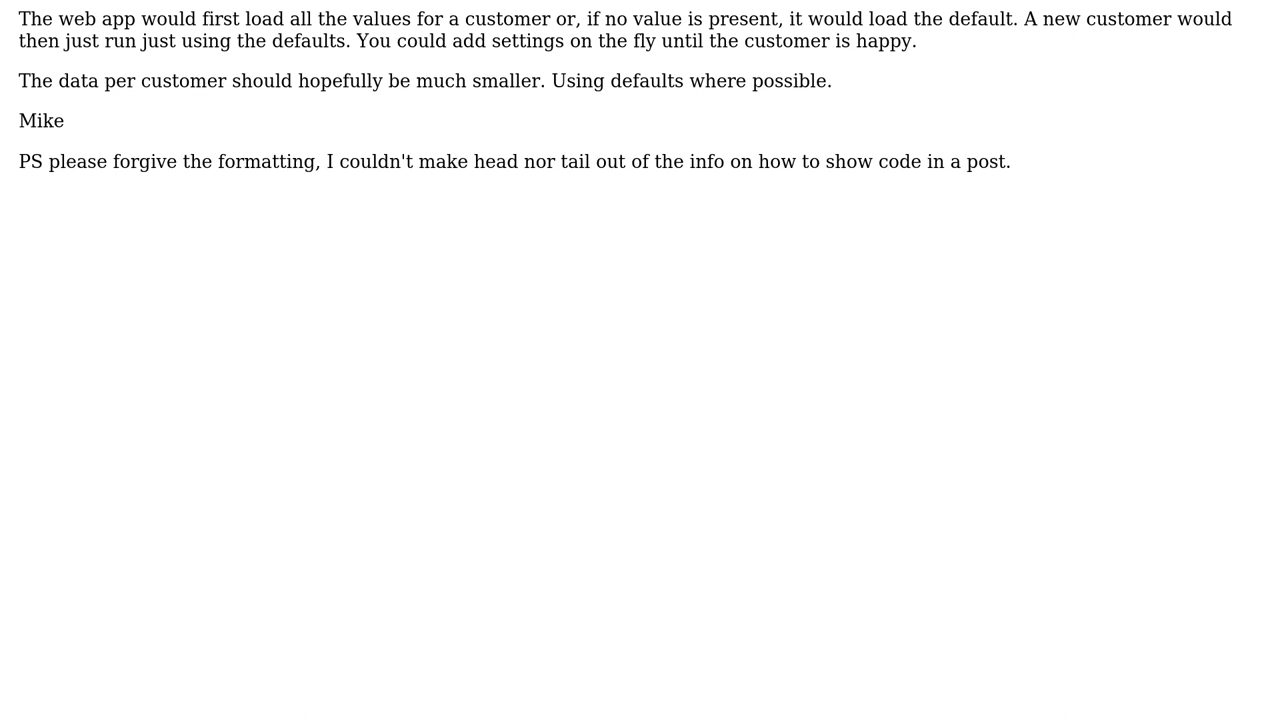 The web app would first load all the values for a customer or, if no value is present, it would load the default. A new customer would
then just run just using the defaults. You could add settings on the fly until the customer is happy.
The data per customer should hopefully be much smaller. Using defaults where possible.
Mike
PS please forgive the formatting, I couldn't make head nor tail out of the info on how to show code in a post.